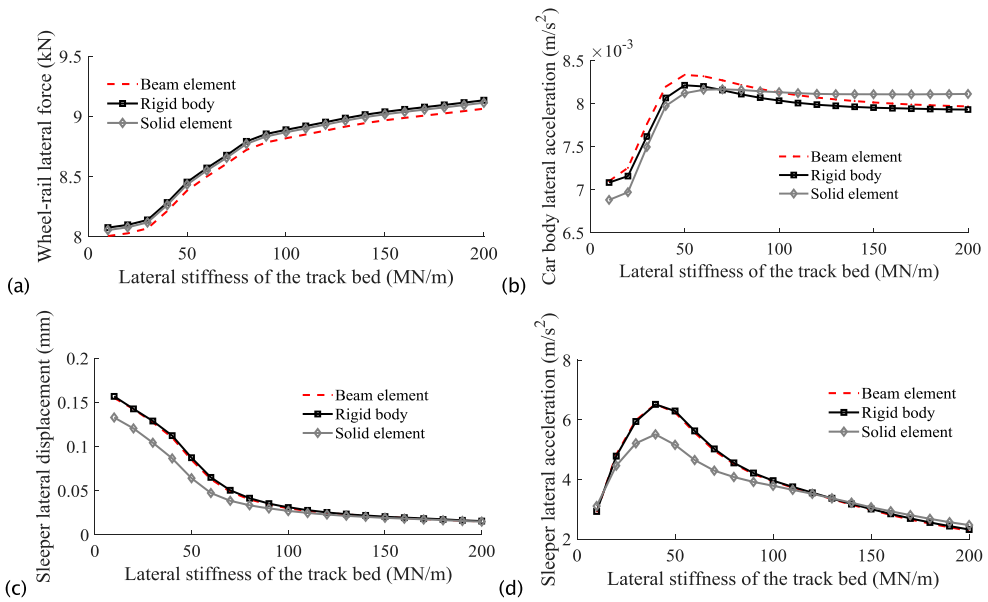 9.5
9
8.5
8
0
50
100
150
200
Wheel-rail lateral force (kN)
Beam element
Rigid body
Solid element
Lateral stiffness of the track bed (MN/m)
(a)
×10⁻³
8.5
8
7.5
7
6.5
0
50
100
150
200
Car body lateral acceleration (m/s²)
Beam element
Rigid body
Solid element
Lateral stiffness of the track bed (MN/m)
(b)
0.2
0.15
0.1
0.05
0
0
50
100
150
200
Sleeper lateral displacement (mm)
Beam element
Rigid body
Solid element
Lateral stiffness of the track bed (MN/m)
(c)
8
6
4
2
0
50
100
150
200
Sleeper lateral acceleration (m/s²)
Beam element
Rigid body
Solid element
Lateral stiffness of the track bed (MN/m)
(d)